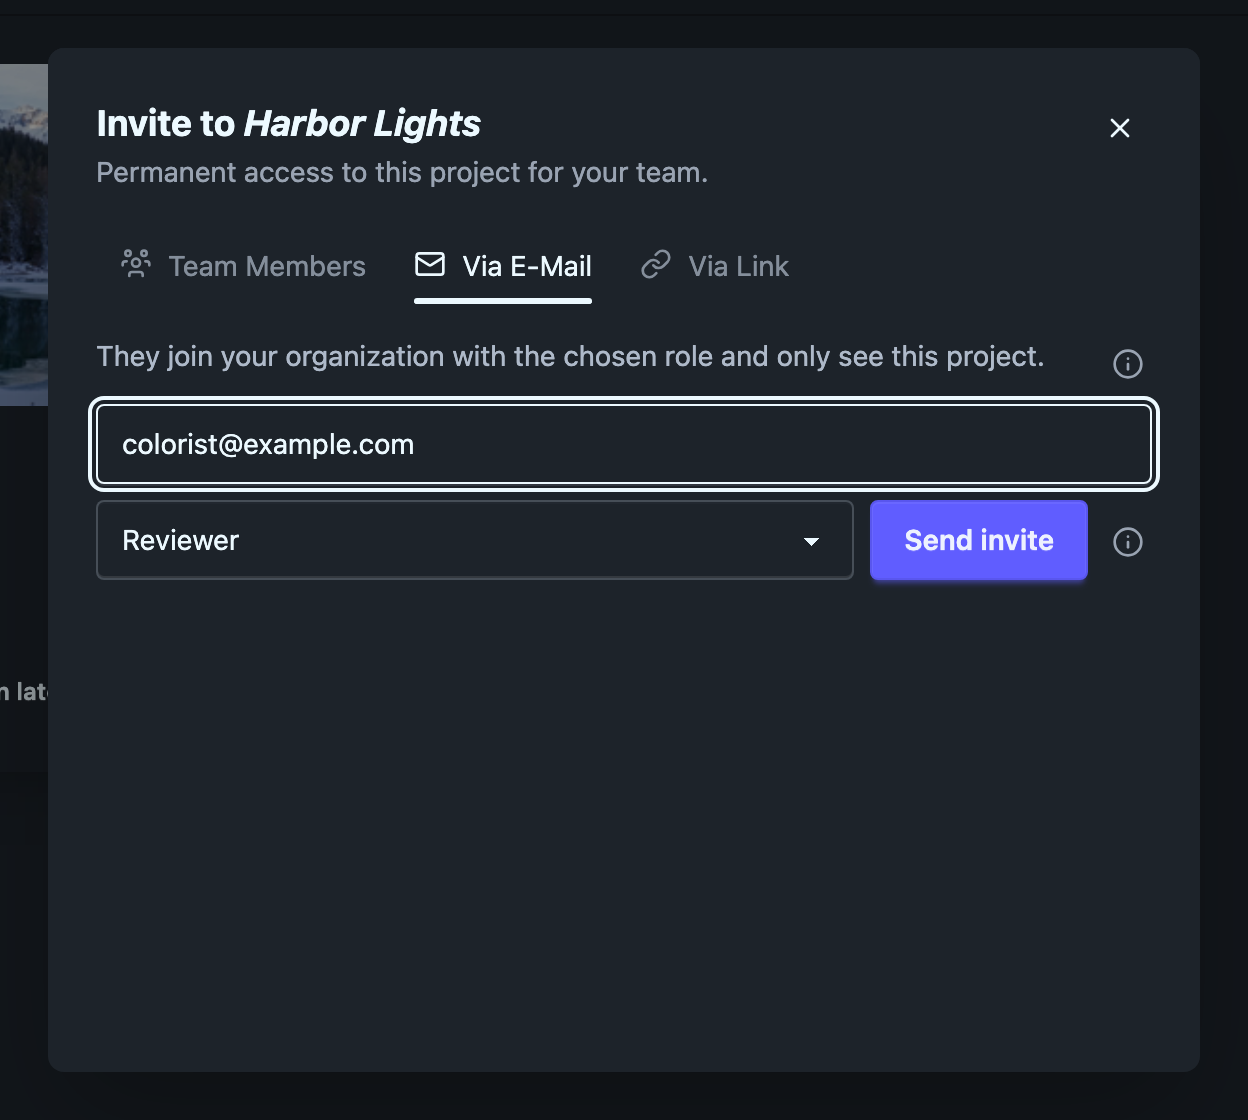 Invite to Harbor Lights
Permanent access to this project for your team.
Team Members
Via E-Mail
Via Link
They join your organization with the chosen role and only see this project.
colorist@example.com
Reviewer
Send invite